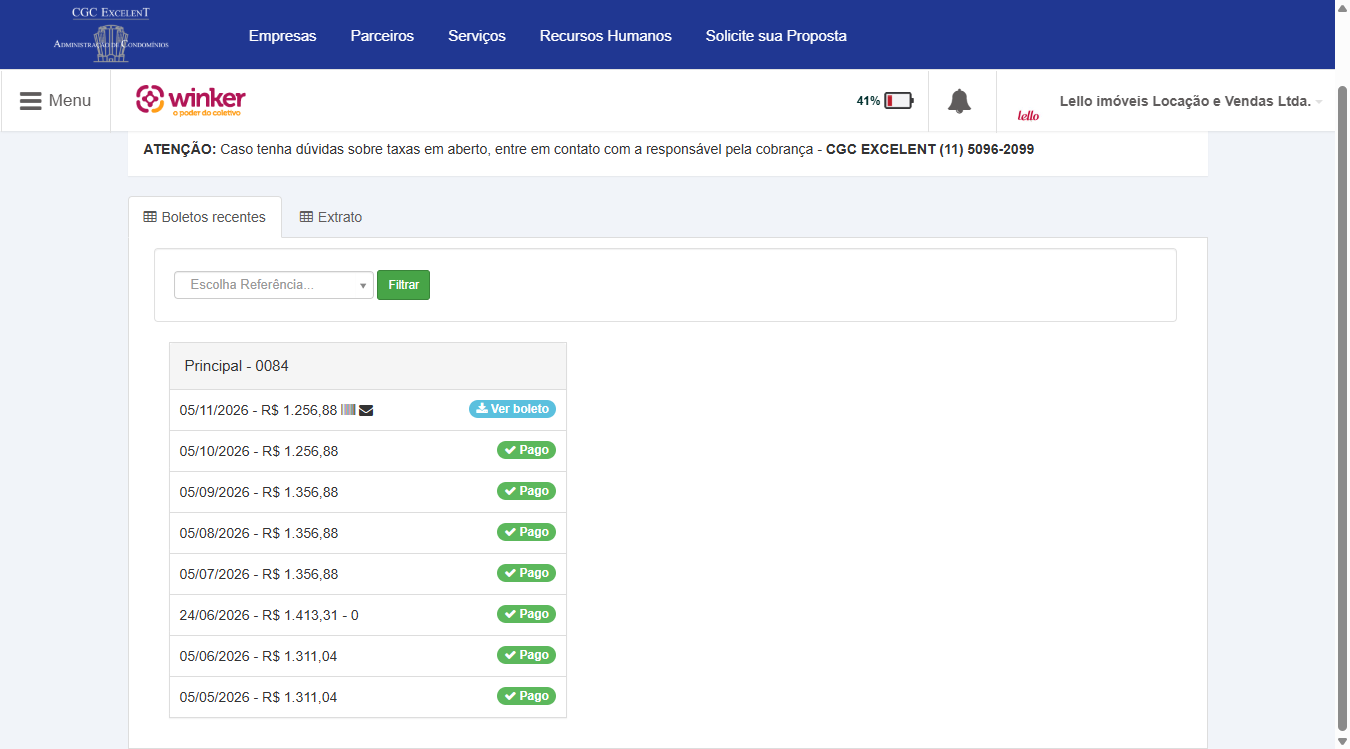 CGC EXCELENT
ADMINISTRAÇÃO DE CONDOMÍNIOS
Empresas Parceiros Serviços Recursos Humanos Solicite sua Proposta
Menu
winker
o poder do coletivo
41%
lello
Lello imóveis Locação e Vendas Ltda.
ATENÇÃO: Caso tenha dúvidas sobre taxas em aberto, entre em contato com a responsável pela cobrança - CGC EXCELENT (11) 5096-2099
Boletos recentes Extrato
Escolha Referência... Filtrar
Principal - 0084
05/11/2026 - R$ 1.256,88 Ver boleto
05/10/2026 - R$ 1.256,88 Pago
05/09/2026 - R$ 1.356,88 Pago
05/08/2026 - R$ 1.356,88 Pago
05/07/2026 - R$ 1.356,88 Pago
24/06/2026 - R$ 1.413,31 - 0 Pago
05/06/2026 - R$ 1.311,04 Pago
05/05/2026 - R$ 1.311,04 Pago